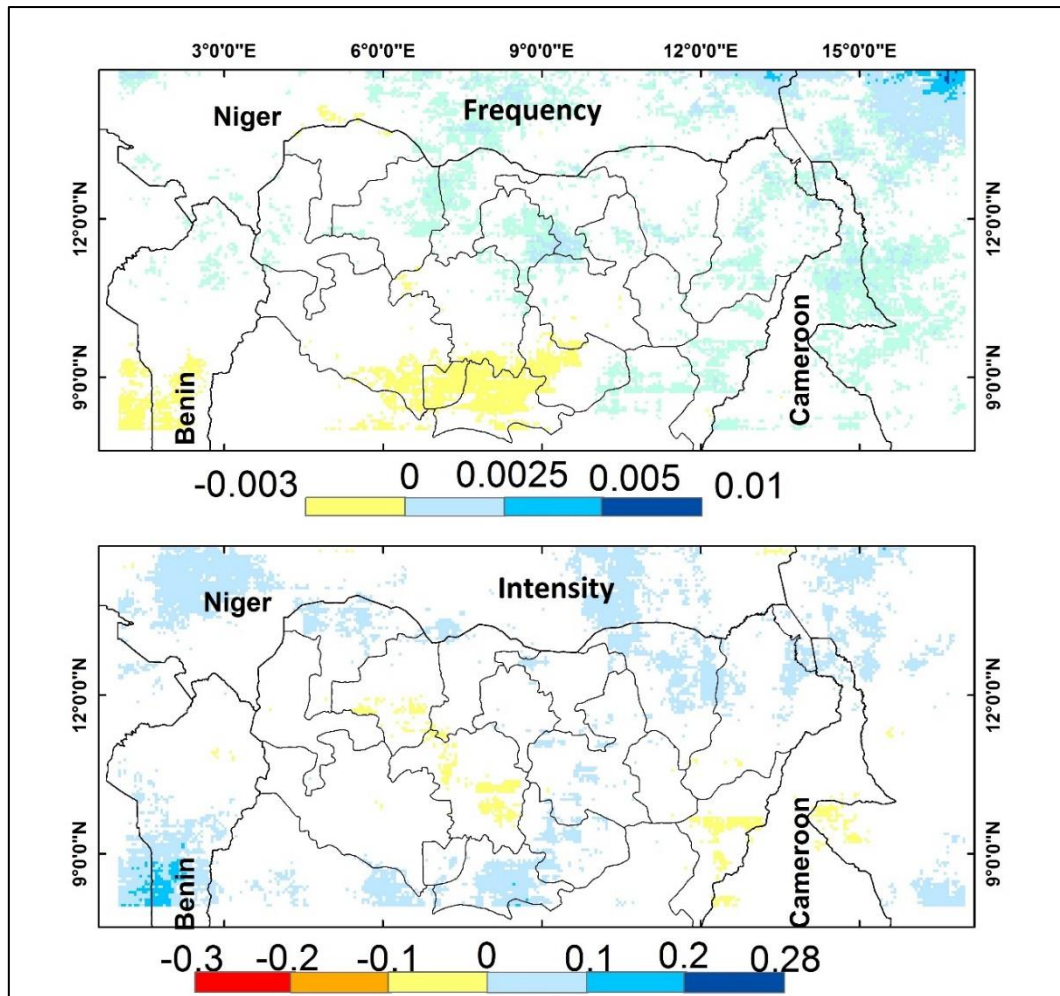 3°0'0"E 6°0'0"E 9°0'0"E 12°0'0"E 15°0'0"E
Niger Frequency
12°0'0"N 12°0'0"N
9°0'0"N 9°0'0"N
Benin Cameroon
-0.003 0 0.0025 0.005 0.01
Niger Intensity
12°0'0"N 12°0'0"N
9°0'0"N 9°0'0"N
Benin Cameroon
-0.3 -0.2 -0.1 0 0.1 0.2 0.28